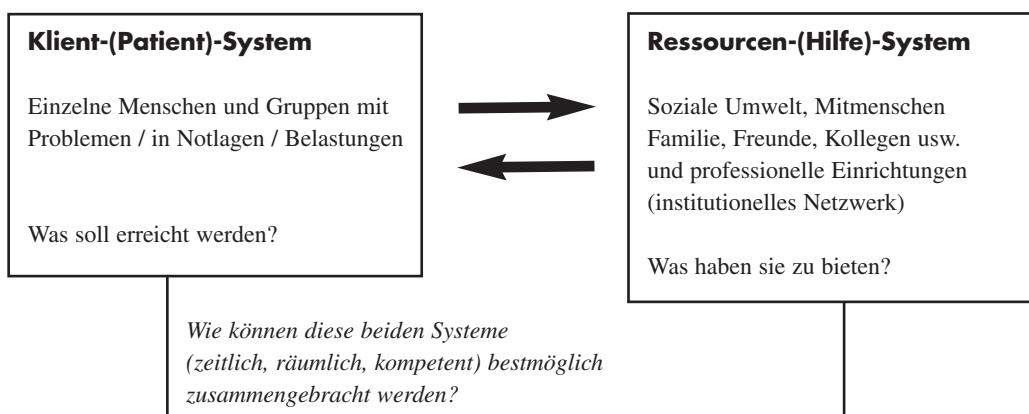 Klient-(Patient)-System
Einzelne Menschen und Gruppen mit
Problemen / in Notlagen / Belastungen
Was soll erreicht werden?
Ressourcen-(Hilfe)-System
Soziale Umwelt, Mitmenschen
Familie, Freunde, Kollegen usw.
und professionelle Einrichtungen
(institutionelles Netzwerk)
Was haben sie zu bieten?
Wie können diese beiden Systeme
(zeitlich, räumlich, kompetent) bestmöglich
zusammengebracht werden?